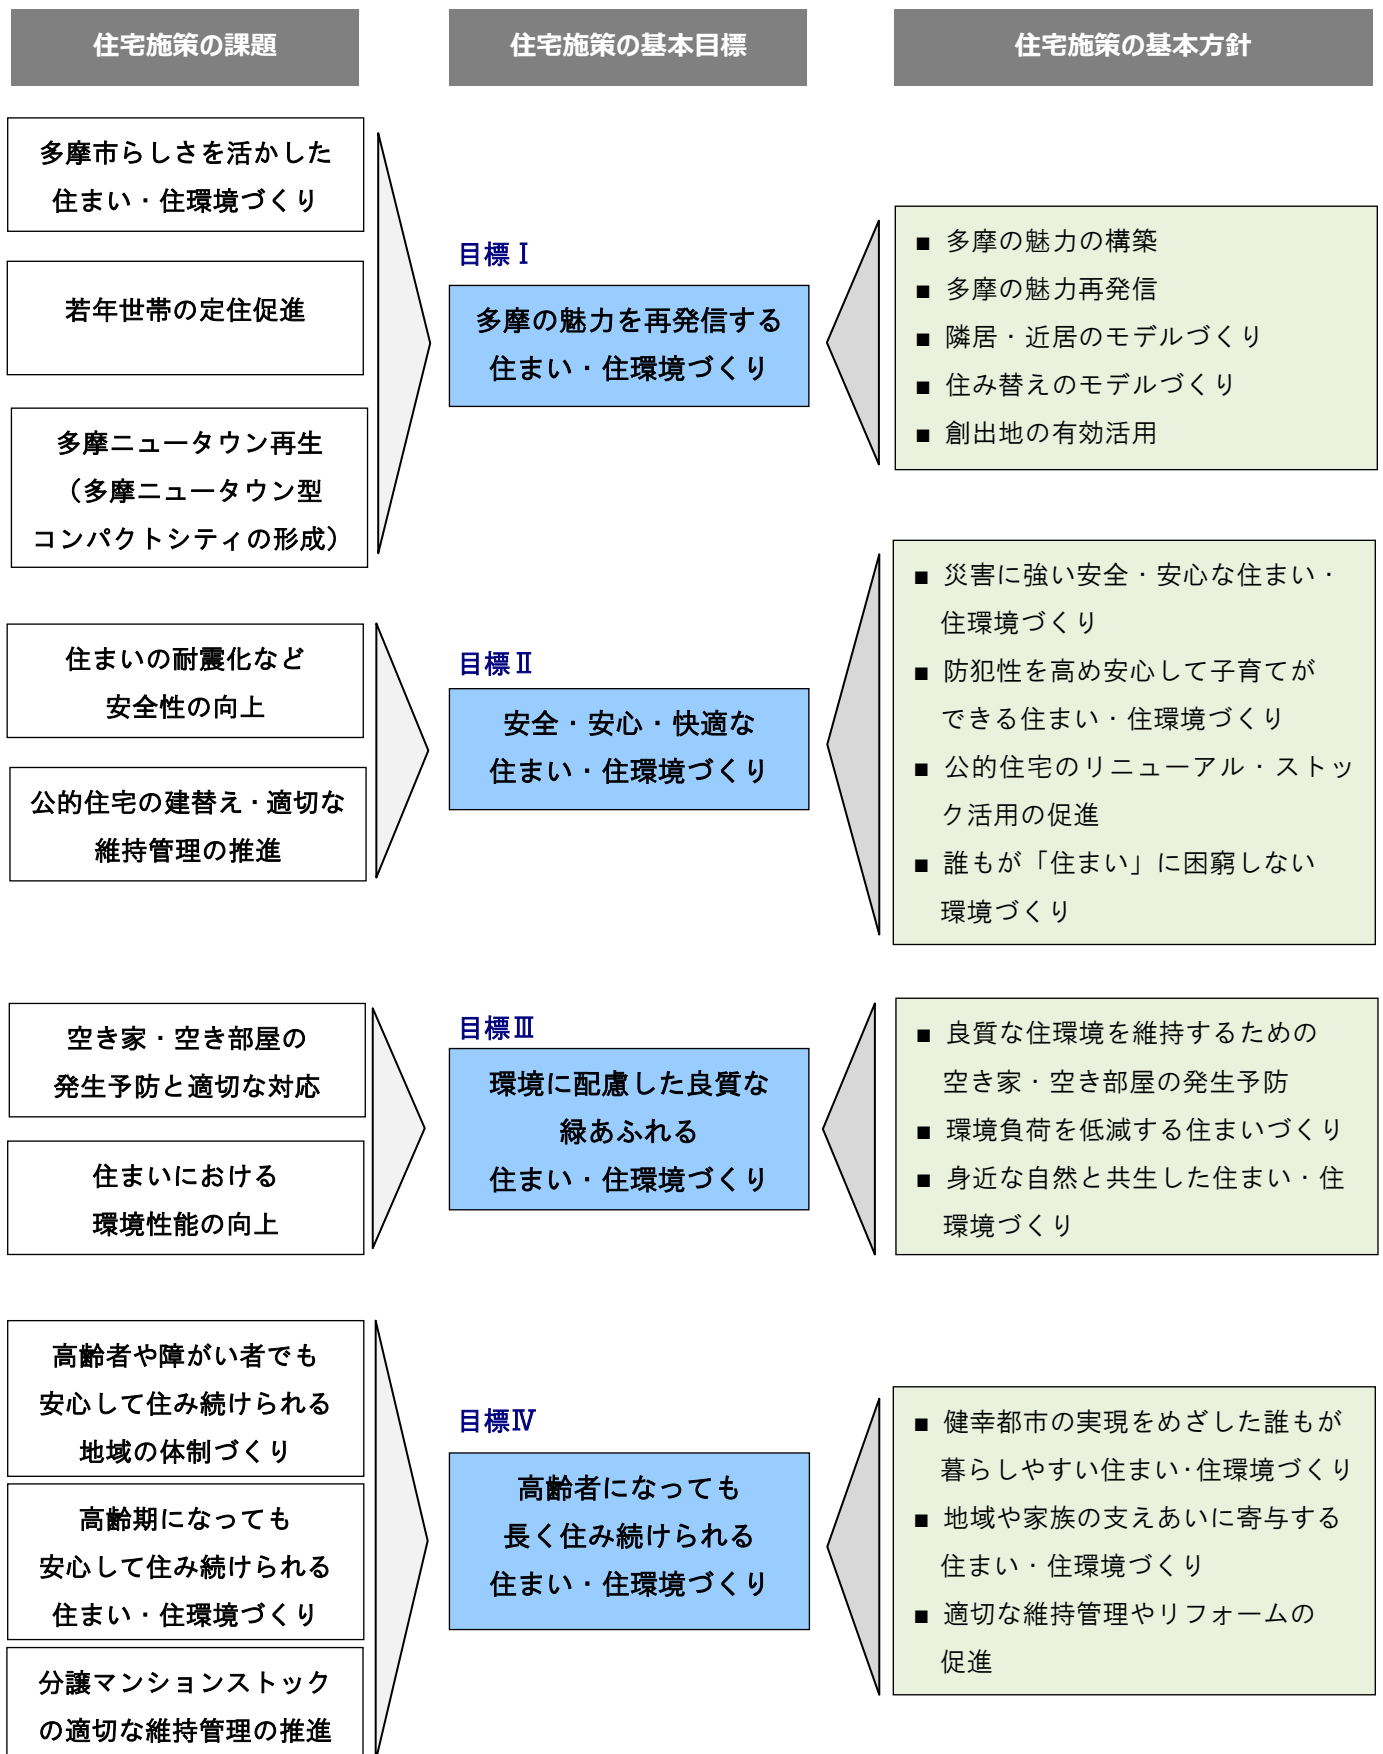 住宅施策の課題
住宅施策の基本目標
住宅施策の基本方針
多摩市らしさを活かした
住まい・住環境づくり
若年世帯の定住促進
多摩ニュータウン再生
（多摩ニュータウン型
コンパクトシティの形成）
目標Ⅰ
多摩の魅力を再発信する
住まい・住環境づくり
■ 多摩の魅力の構築
■ 多摩の魅力再発信
■ 隣居・近居のモデルづくり
■ 住み替えのモデルづくり
■ 創出地の有効活用
住まいの耐震化など
安全性の向上
公的住宅の建替え・適切な
維持管理の推進
目標Ⅱ
安全・安心・快適な
住まい・住環境づくり
■ 災害に強い安全・安心な住まい・
住環境づくり
■ 防犯性を高め安心して子育てが
できる住まい・住環境づくり
■ 公的住宅のリニューアル・ストッ
ク活用の促進
■ 誰もが「住まい」に困窮しない
環境づくり
空き家・空き部屋の
発生予防と適切な対応
住まいにおける
環境性能の向上
目標Ⅲ
環境に配慮した良質な
緑あふれる
住まい・住環境づくり
■ 良質な住環境を維持するための
空き家・空き部屋の発生予防
■ 環境負荷を低減する住まいづくり
■ 身近な自然と共生した住まい・住
環境づくり
高齢者や障がい者でも
安心して住み続けられる
地域の体制づくり
高齢期になっても
安心して住み続けられる
住まい・住環境づくり
分譲マンションストック
の適切な維持管理の推進
目標Ⅳ
高齢者になっても
長く住み続けられる
住まい・住環境づくり
■ 健幸都市の実現をめざした誰もが
暮らしやすい住まい・住環境づくり
■ 地域や家族の支えあいに寄与する
住まい・住環境づくり
■ 適切な維持管理やリフォームの
促進